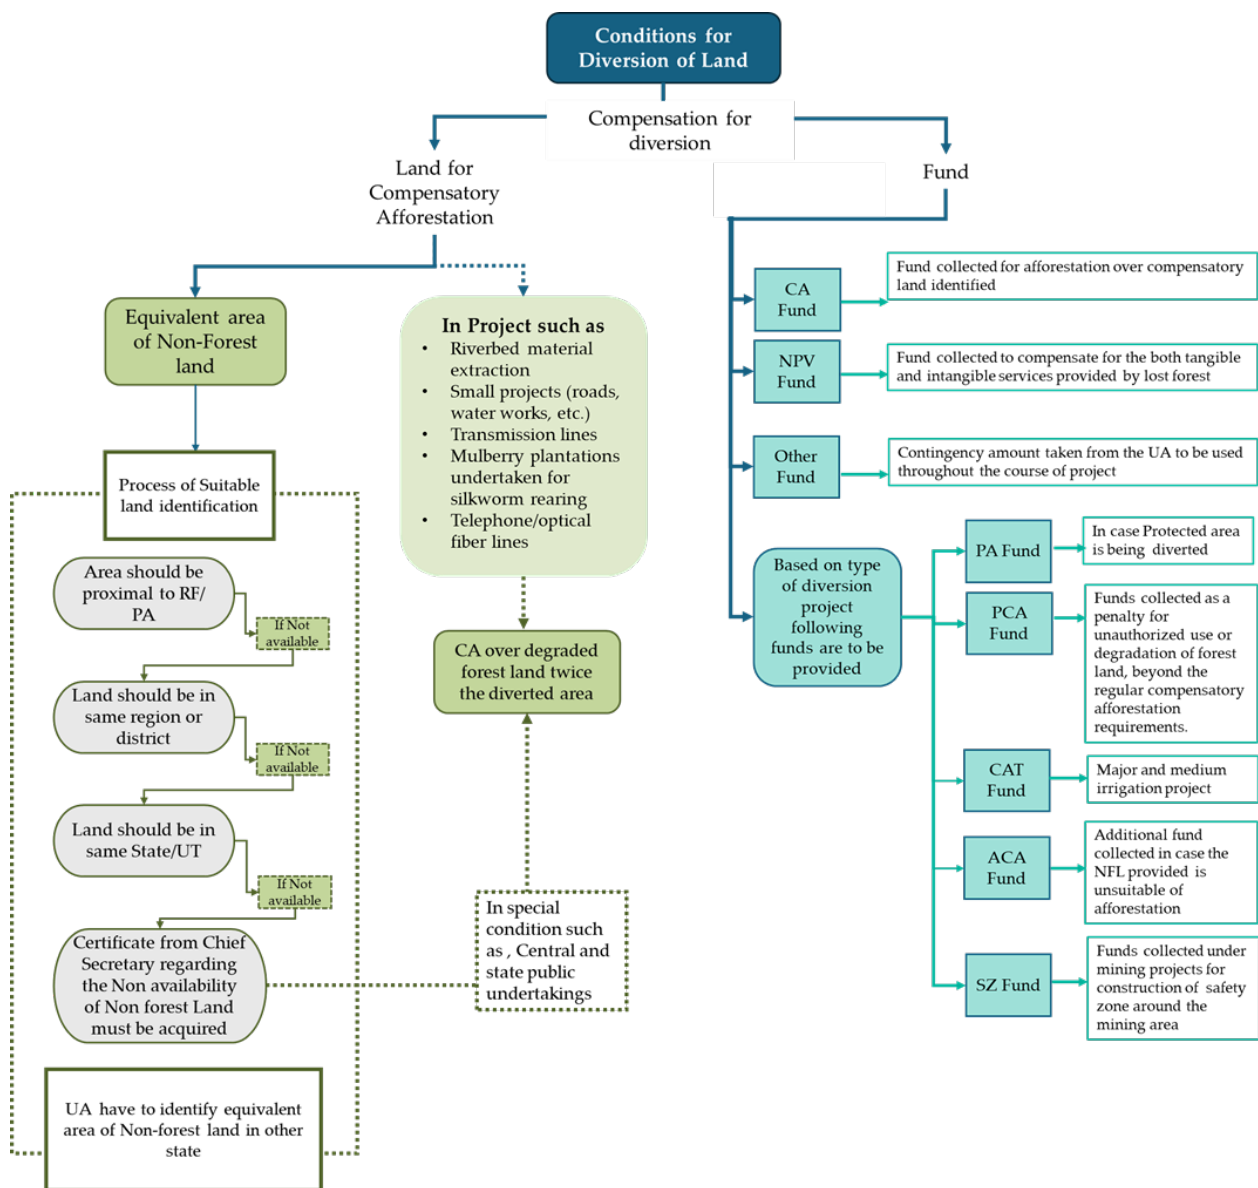 Conditions for
Diversion of Land
Compensation for
diversion
Land for
Compensatory
Afforestation
Fund
Equivalent area
of Non-Forest
land
In Project such as
• Riverbed material
extraction
• Small projects (roads,
water works, etc.)
• Transmission lines
• Mulberry plantations
undertaken for
silkworm rearing
• Telephone/optical
fiber lines
Process of Suitable
land identification
Area should be
proximal to RF/
PA
If Not
available
Land should be in
same region or
district
If Not
available
Land should be in
same State/UT
If Not
available
Certificate from Chief
Secretary regarding
the Non availability
of Non forest Land
must be acquired
UA have to identify equivalent
area of Non-forest land in other
state
CA over degraded
forest land twice
the diverted area
In special
condition such
as , Central and
state public
undertakings
CA
Fund
Fund collected for afforestation over compensatory
land identified
NPV
Fund
Fund collected to compensate for the both tangible
and intangible services provided by lost forest
Other
Fund
Contingency amount taken from the UA to be used
throughout the course of project
Based on type
of diversion
project
following
funds are to be
provided
PA Fund
In case Protected area
is being diverted
PCA
Fund
Funds collected as a
penalty for
unauthorized use or
degradation of forest
land, beyond the
regular compensatory
afforestation
requirements.
CAT
Fund
Major and medium
irrigation project
ACA
Fund
Additional fund
collected in case the
NFL provided is
unsuitable of
afforestation
SZ Fund
Funds collected under
mining projects for
construction of safety
zone around the
mining area